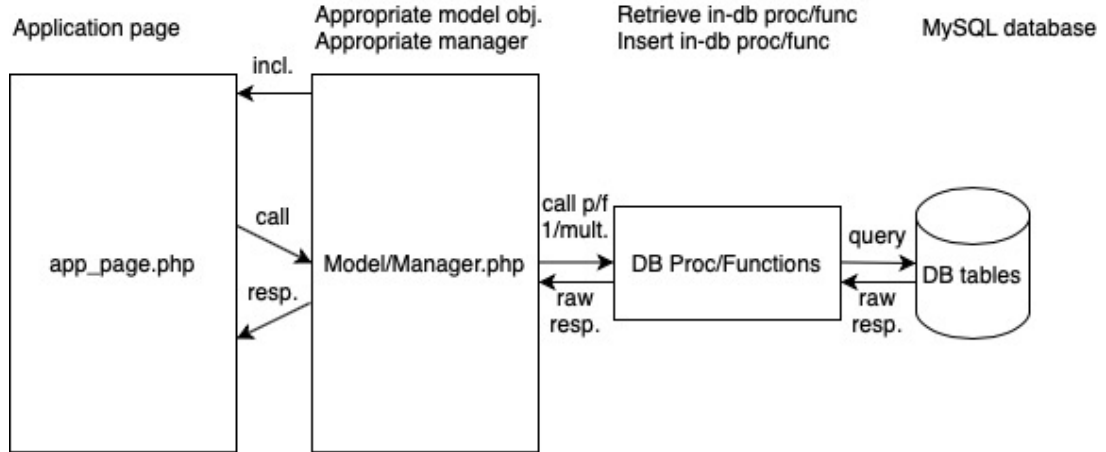 Application page
Appropriate model obj.
Appropriate manager
Retrieve in-db proc/func
Insert in-db proc/func
MySQL database
incl.
call
resp.
app_page.php
Model/Manager.php
call p/f
1/mult.
raw
resp.
DB Proc/Functions
query
raw
resp.
DB tables